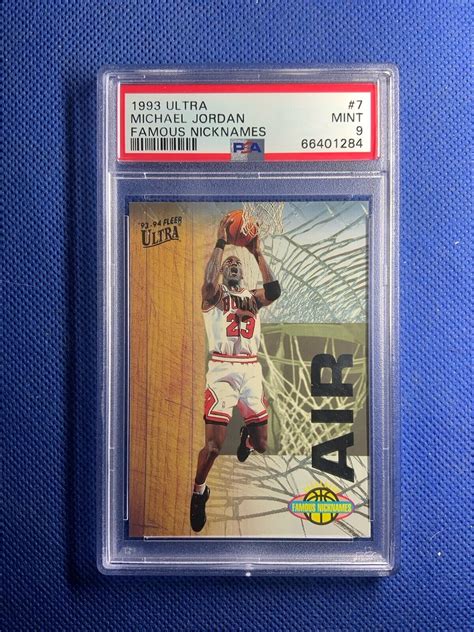 1993 ULTRA #7
MICHAEL JORDAN MINT
FAMOUS NICKNAMES 9
PSA 66401284
'93-'94 FLEER
ULTRA
BULLS
23
AIR
FAMOUS NICKNAMES